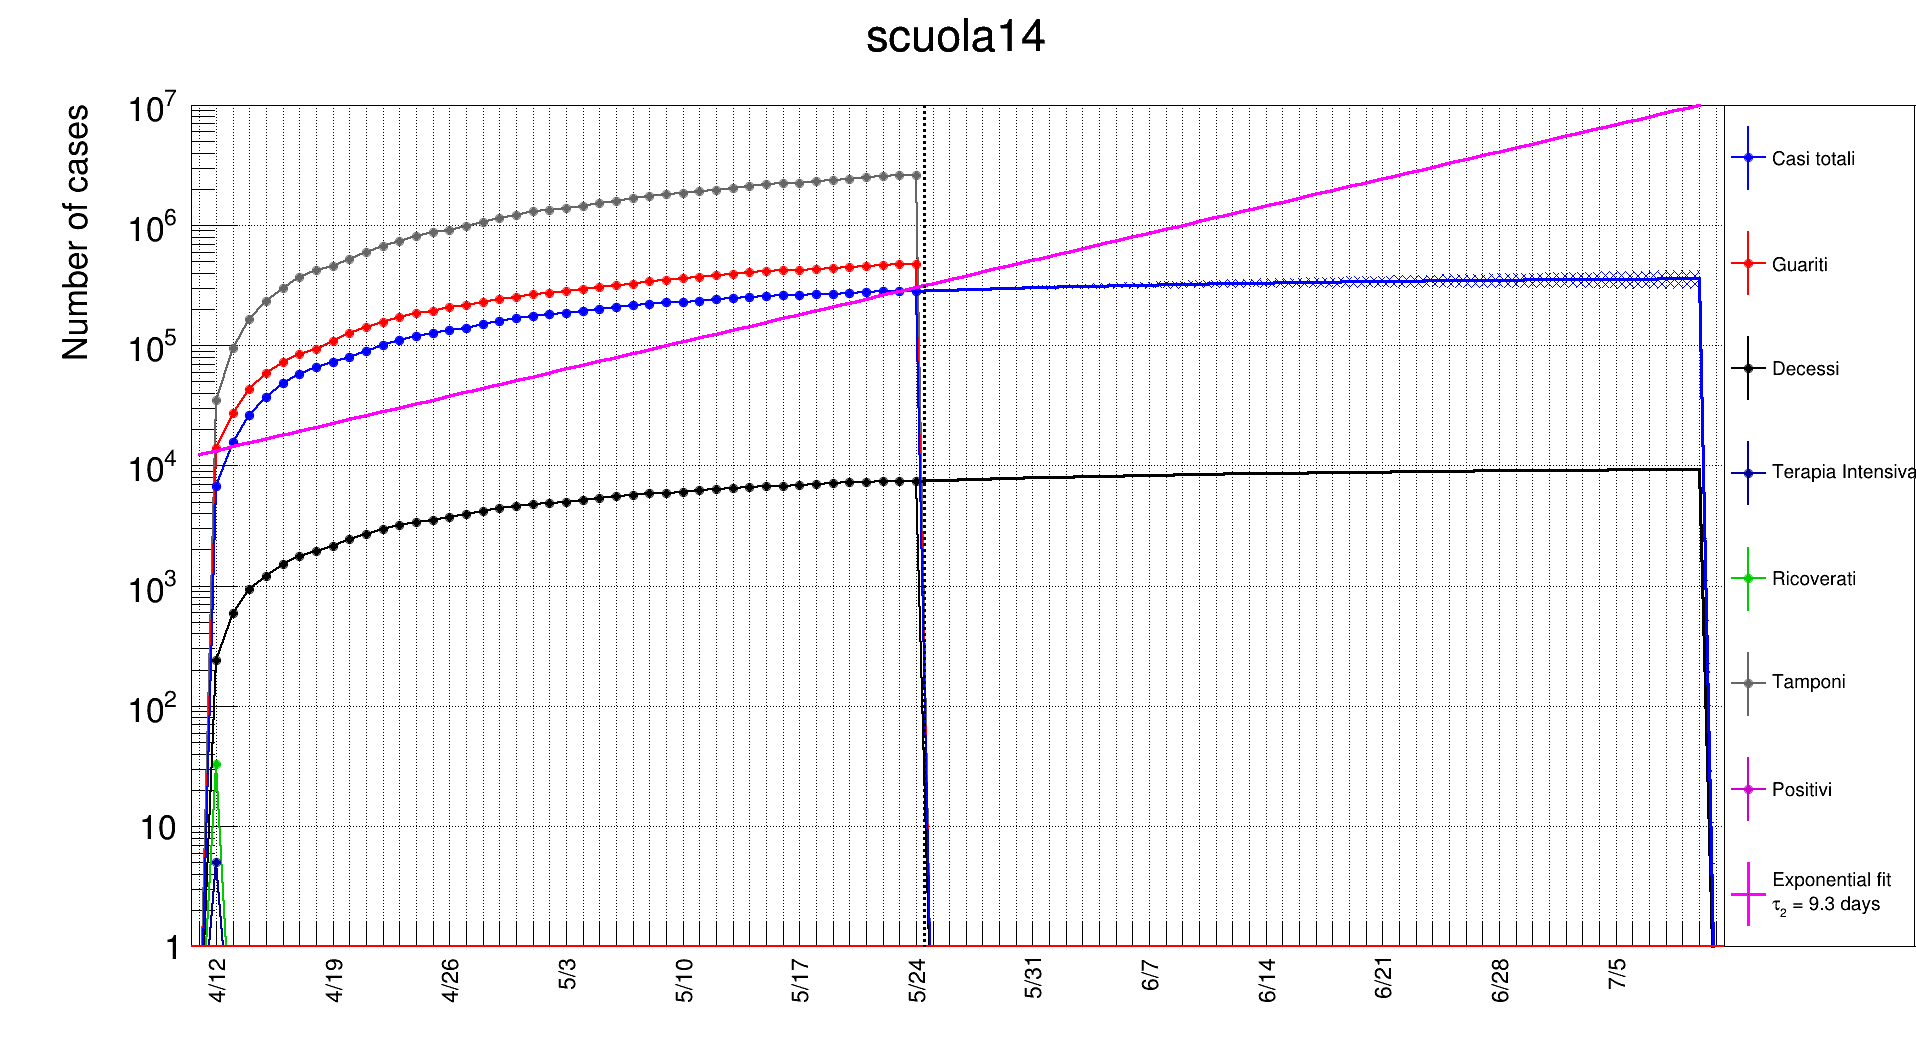 scuola14
Number of cases
10^7
10^6
10^5
10^4
10^3
10^2
10
1
4/12
4/19
4/26
5/3
5/10
5/17
5/24
5/31
6/7
6/14
6/21
6/28
7/5
Casi totali
Guariti
Decessi
Terapia Intensiva
Ricoverati
Tamponi
Positivi
Exponential fit
τ_2 = 9.3 days